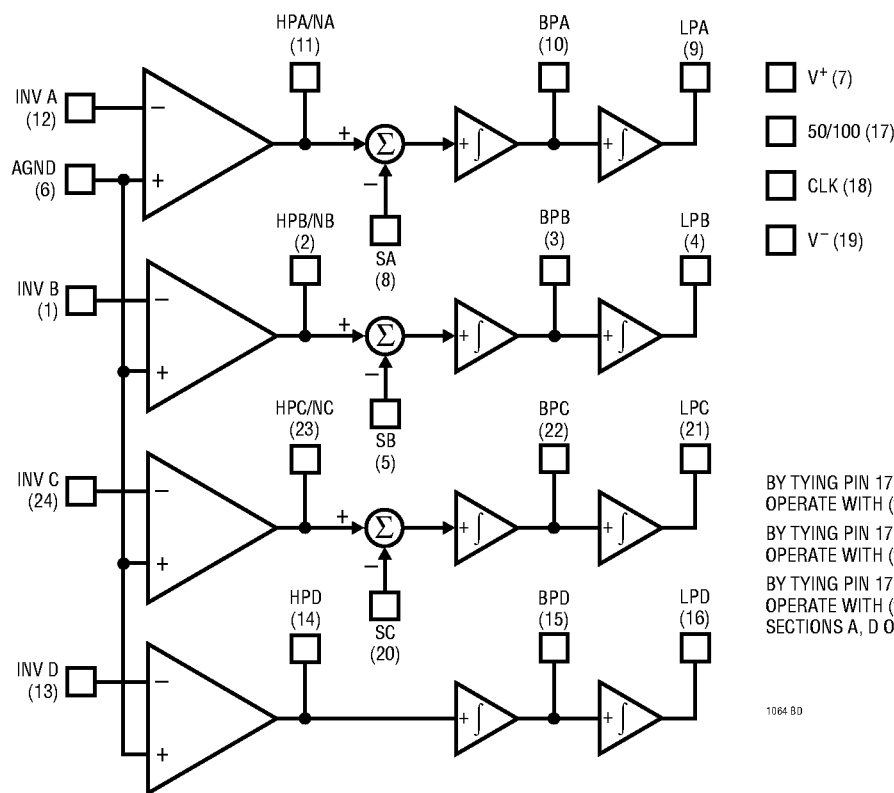 HPA/NA
(11)
BPA
(10)
LPA
(9)
V+ (7)
INV A
(12)
−
+
Σ
+ ∫
+ ∫
50/100 (17)
AGND
(6)
+
−
CLK (18)
HPB/NB
(2)
SA
(8)
BPB
(3)
LPB
(4)
V− (19)
INV B
(1)
−
+
Σ
+ ∫
+ ∫
+
−
HPC/NC
(23)
SB
(5)
BPC
(22)
LPC
(21)
INV C
(24)
−
+
Σ
+ ∫
+ ∫
+
−
BY TYING PIN 17
OPERATE WITH (
BY TYING PIN 17
OPERATE WITH (
BY TYING PIN 17
OPERATE WITH (
SECTIONS A, D O
HPD
(14)
SC
(20)
BPD
(15)
LPD
(16)
INV D
(13)
−
+ ∫
+ ∫
+
1064 BD